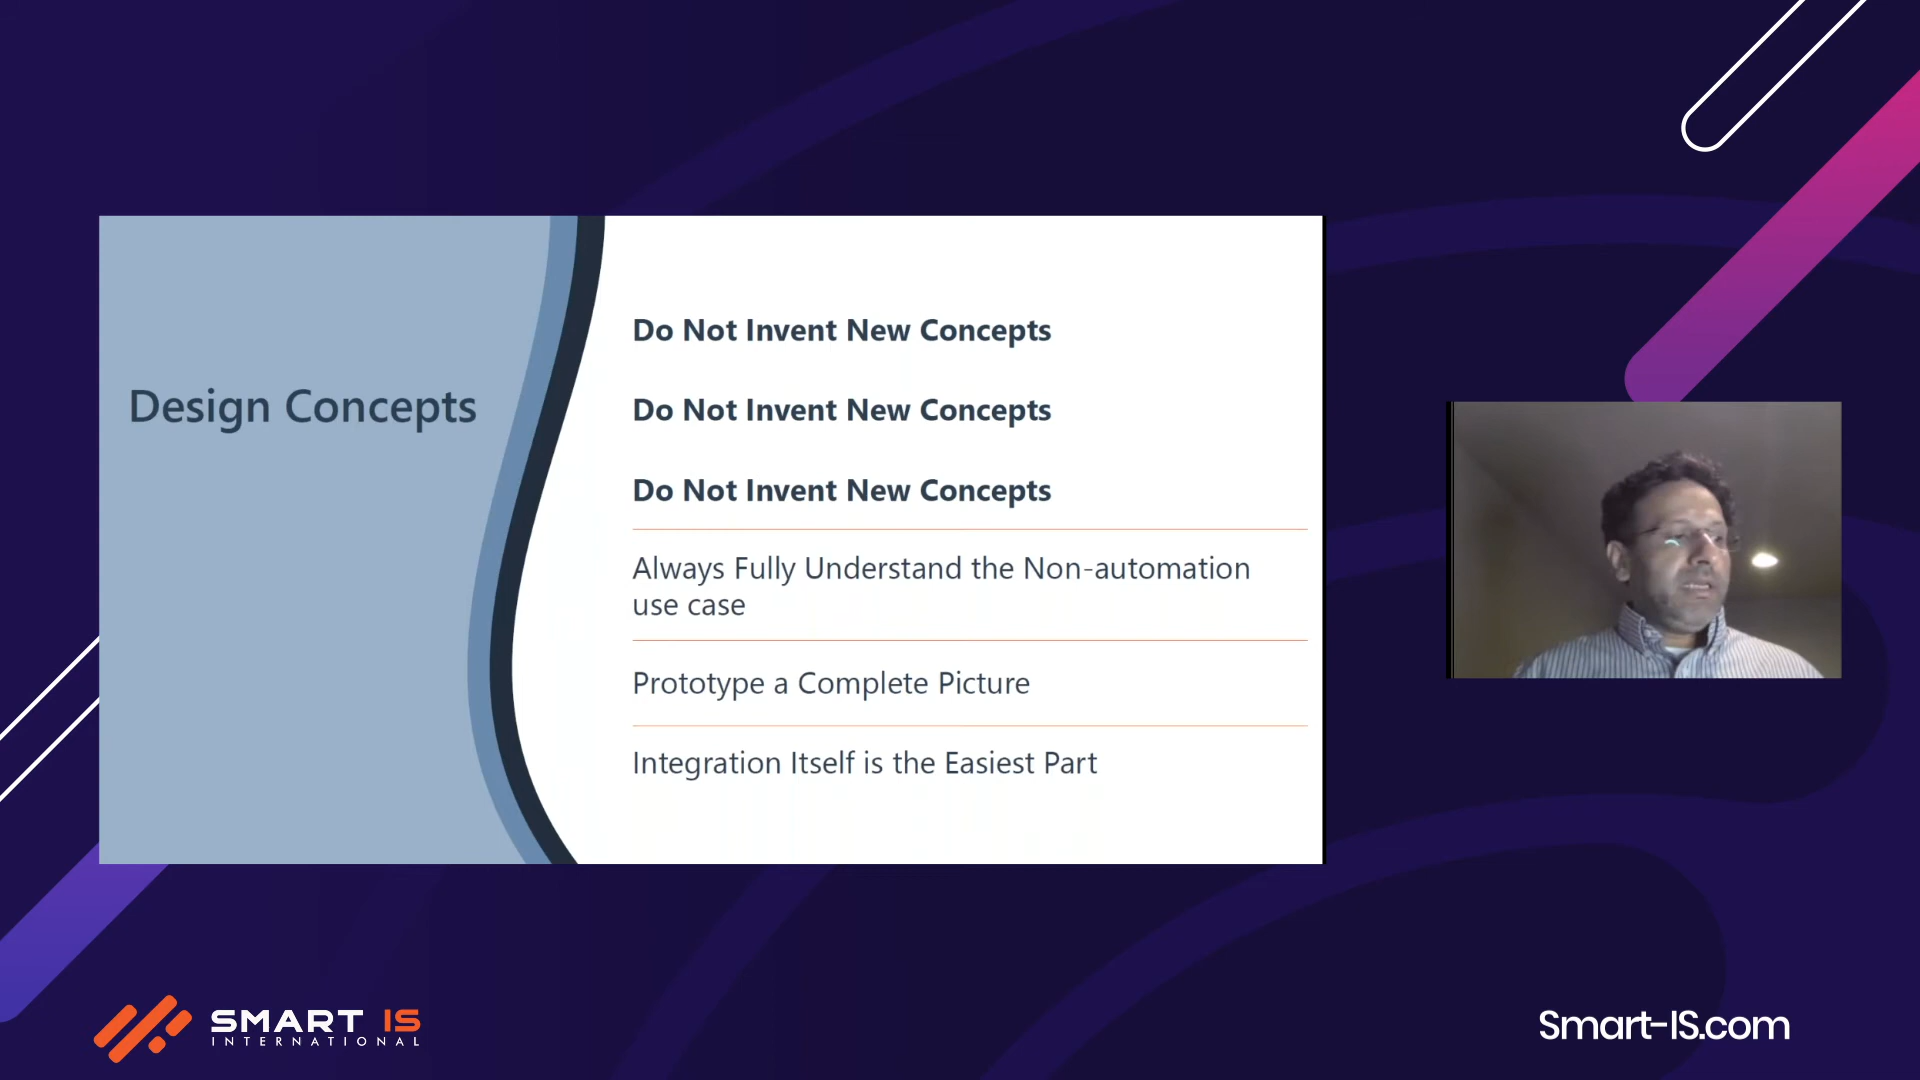 Design Concepts
Do Not Invent New Concepts
Do Not Invent New Concepts
Do Not Invent New Concepts
Always Fully Understand the Non-automation
use case
Prototype a Complete Picture
Integration Itself is the Easiest Part
SMART IS
INTERNATIONAL
Smart-IS.com